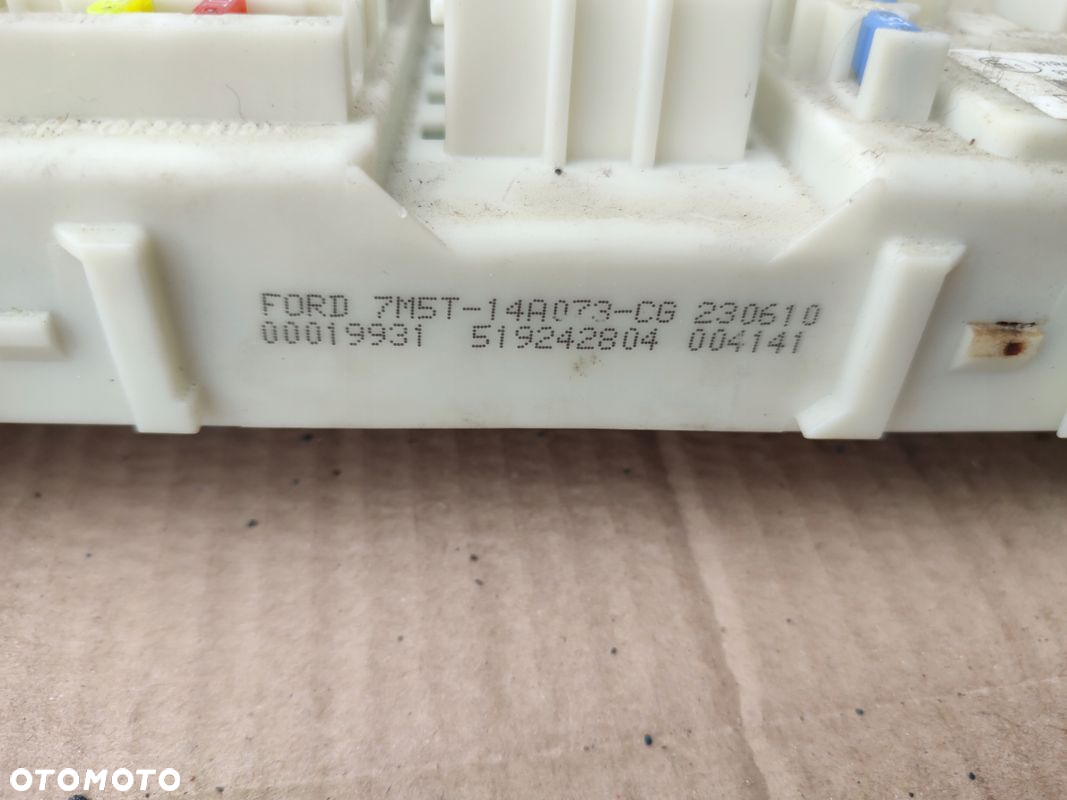 FORD 7M5T-14A073-CG 230610
00019931 519242804 004141
OTOMOTO